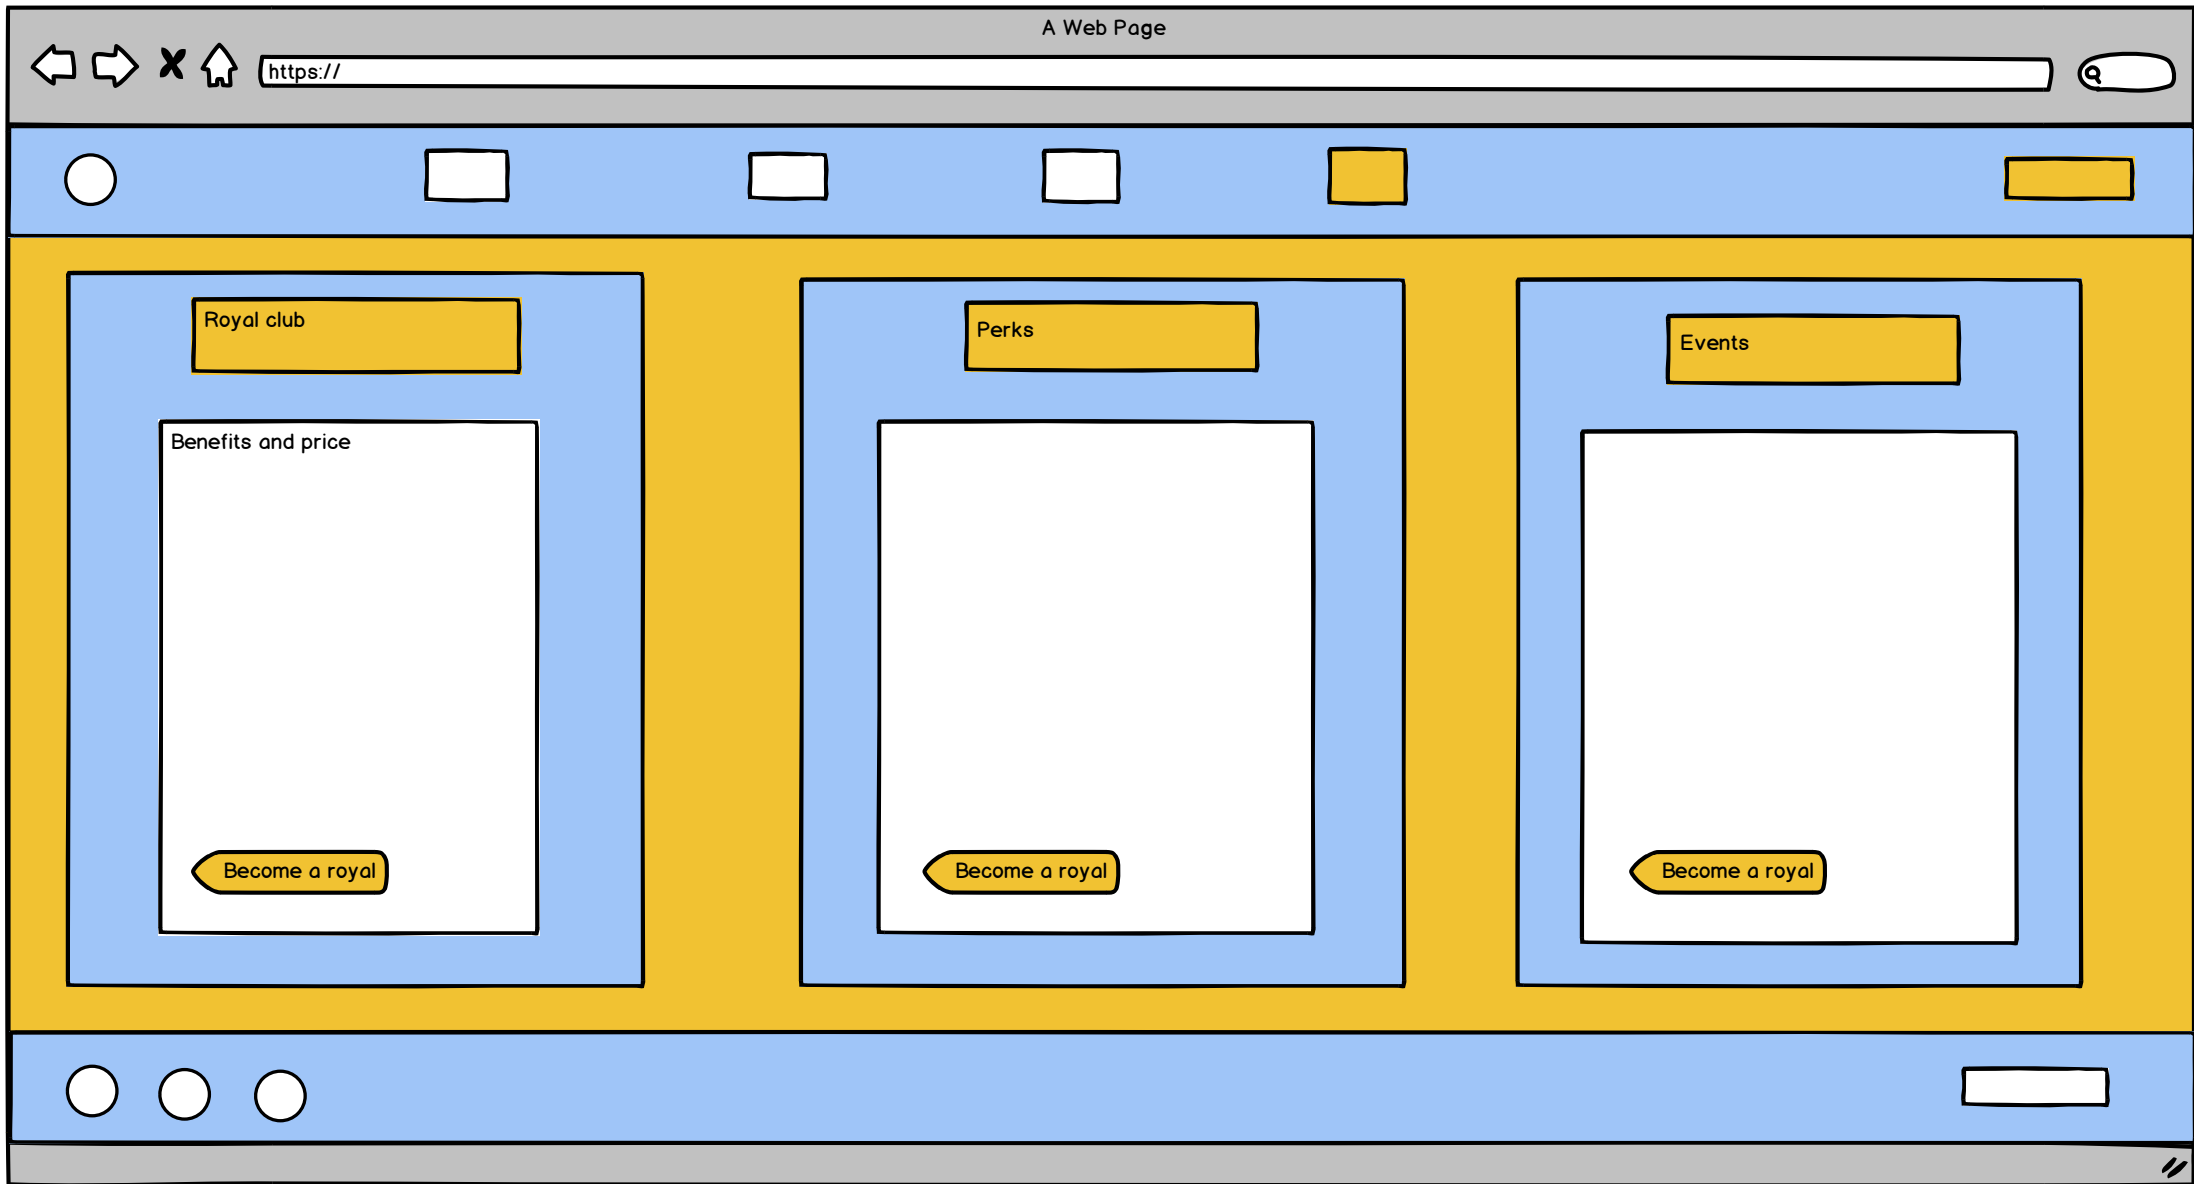 A Web Page
https://
Royal club
Perks
Events
Benefits and price
Become a royal
Become a royal
Become a royal